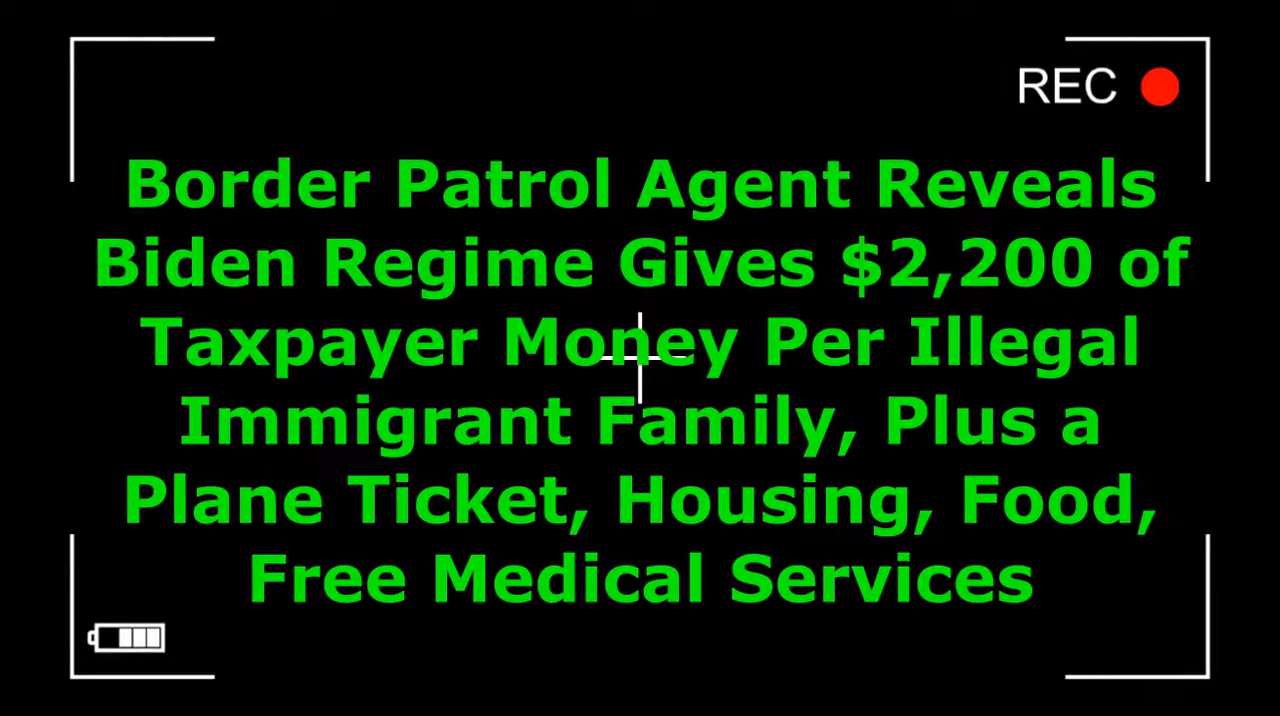 REC
Border Patrol Agent Reveals
Biden Regime Gives $2,200 of
Taxpayer Money Per Illegal
Immigrant Family, Plus a
Plane Ticket, Housing, Food,
Free Medical Services